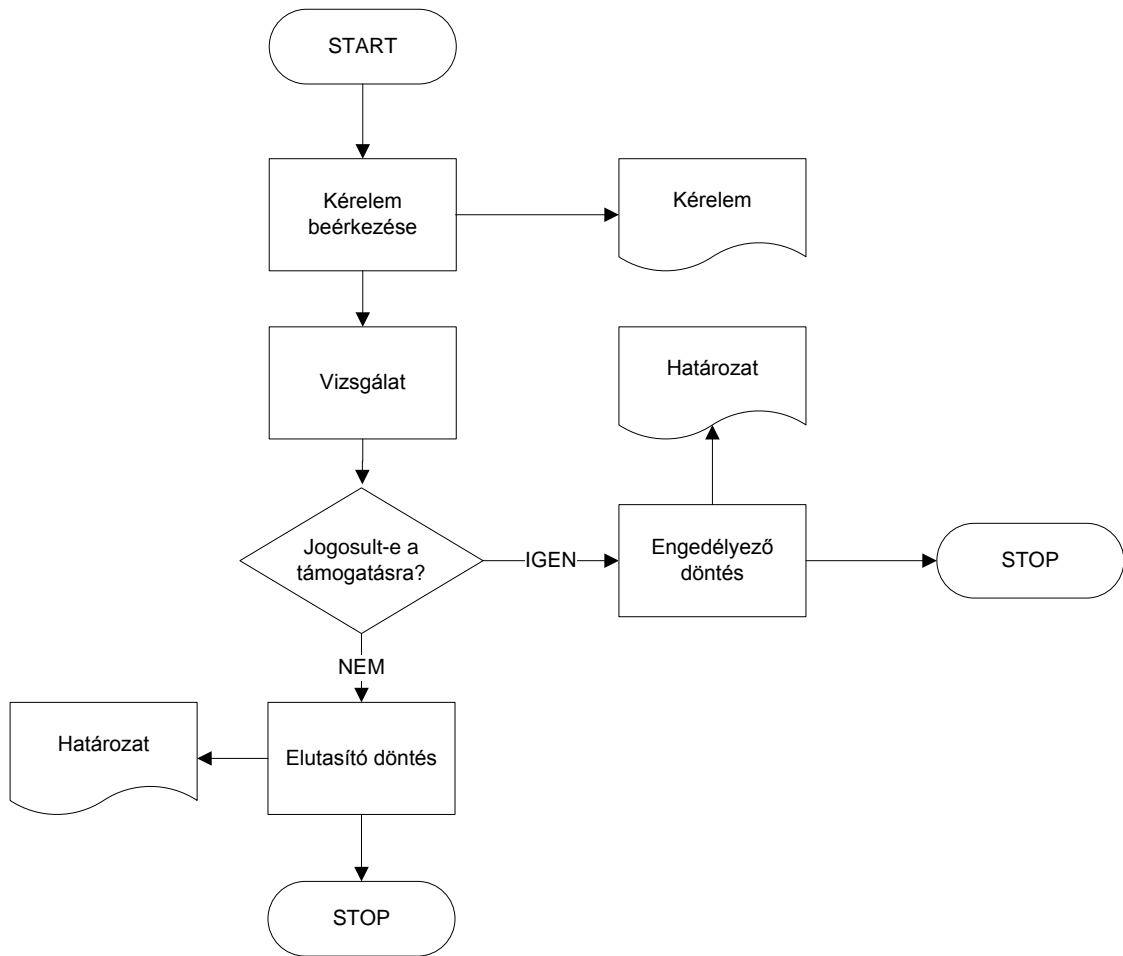 START
Kérelem
beérkezése
Kérelem
Vizsgálat
Határozat
Jogosult-e a
támogatásra?
IGEN
Engedélyező
döntés
STOP
NEM
Határozat
Elutasító döntés
STOP